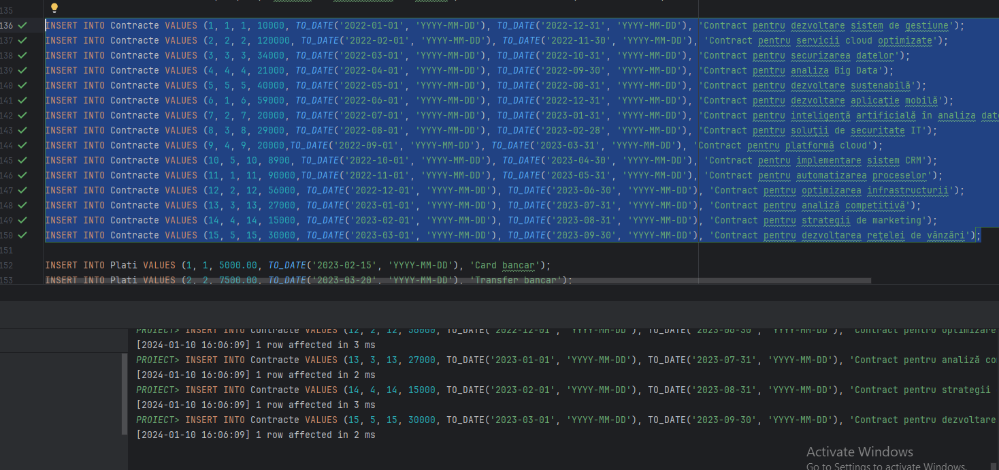 135
136 INSERT INTO Contracte VALUES (1, 1, 1, 10000, TO_DATE('2022-01-01', 'YYYY-MM-DD'), TO_DATE('2022-12-31', 'YYYY-MM-DD'), 'Contract pentru dezvoltare sistem de gestiune');
137 INSERT INTO Contracte VALUES (2, 2, 2, 120000, TO_DATE('2022-02-01', 'YYYY-MM-DD'), TO_DATE('2022-11-30', 'YYYY-MM-DD'), 'Contract pentru servicii cloud optimizate');
138 INSERT INTO Contracte VALUES (3, 3, 3, 34000, TO_DATE('2022-03-01', 'YYYY-MM-DD'), TO_DATE('2022-10-31', 'YYYY-MM-DD'), 'Contract pentru securizarea datelor');
139 INSERT INTO Contracte VALUES (4, 4, 4, 21000, TO_DATE('2022-04-01', 'YYYY-MM-DD'), TO_DATE('2022-09-30', 'YYYY-MM-DD'), 'Contract pentru analiza Big Data');
140 INSERT INTO Contracte VALUES (5, 5, 5, 40000, TO_DATE('2022-05-01', 'YYYY-MM-DD'), TO_DATE('2022-08-31', 'YYYY-MM-DD'), 'Contract pentru dezvoltare sustenabilă');
141 INSERT INTO Contracte VALUES (6, 1, 6, 59000, TO_DATE('2022-06-01', 'YYYY-MM-DD'), TO_DATE('2022-12-31', 'YYYY-MM-DD'), 'Contract pentru dezvoltare aplicație mobilă');
142 INSERT INTO Contracte VALUES (7, 2, 7, 20000, TO_DATE('2022-07-01', 'YYYY-MM-DD'), TO_DATE('2023-01-31', 'YYYY-MM-DD'), 'Contract pentru inteligență artificială în analiza date
143 INSERT INTO Contracte VALUES (8, 3, 8, 29000, TO_DATE('2022-08-01', 'YYYY-MM-DD'), TO_DATE('2023-02-28', 'YYYY-MM-DD'), 'Contract pentru soluții de securitate IT');
144 INSERT INTO Contracte VALUES (9, 4, 9, 20000,TO_DATE('2022-09-01', 'YYYY-MM-DD'), TO_DATE('2023-03-31', 'YYYY-MM-DD'), 'Contract pentru platformă cloud');
145 INSERT INTO Contracte VALUES (10, 5, 10, 8900, TO_DATE('2022-10-01', 'YYYY-MM-DD'), TO_DATE('2023-04-30', 'YYYY-MM-DD'), 'Contract pentru implementare sistem CRM');
146 INSERT INTO Contracte VALUES (11, 1, 11, 90000,TO_DATE('2022-11-01', 'YYYY-MM-DD'), TO_DATE('2023-05-31', 'YYYY-MM-DD'), 'Contract pentru automatizarea proceselor');
147 INSERT INTO Contracte VALUES (12, 2, 12, 56000, TO_DATE('2022-12-01', 'YYYY-MM-DD'), TO_DATE('2023-06-30', 'YYYY-MM-DD'), 'Contract pentru optimizarea infrastructurii');
148 INSERT INTO Contracte VALUES (13, 3, 13, 27000, TO_DATE('2023-01-01', 'YYYY-MM-DD'), TO_DATE('2023-07-31', 'YYYY-MM-DD'), 'Contract pentru analiză competitivă');
149 INSERT INTO Contracte VALUES (14, 4, 14, 15000, TO_DATE('2023-02-01', 'YYYY-MM-DD'), TO_DATE('2023-08-31', 'YYYY-MM-DD'), 'Contract pentru strategii de marketing');
150 INSERT INTO Contracte VALUES (15, 5, 15, 30000, TO_DATE('2023-03-01', 'YYYY-MM-DD'), TO_DATE('2023-09-30', 'YYYY-MM-DD'), 'Contract pentru dezvoltarea rețelei de vânzări');
151
152 INSERT INTO Plati VALUES (1, 1, 5000.00, TO_DATE('2023-02-15', 'YYYY-MM-DD'), 'Card bancar');
153 INSERT INTO Plati VALUES (2, 2, 7500.00, TO_DATE('2023-03-20', 'YYYY-MM-DD'), 'Transfer bancar');
PROIECT> INSERT INTO Contracte VALUES (12, 2, 12, 56000, TO_DATE('2022-12-01', 'YYYY-MM-DD'), TO_DATE('2023-06-30', 'YYYY-MM-DD'), 'Contract pentru optimizare
[2024-01-10 16:06:09] 1 row affected in 3 ms
PROIECT> INSERT INTO Contracte VALUES (13, 3, 13, 27000, TO_DATE('2023-01-01', 'YYYY-MM-DD'), TO_DATE('2023-07-31', 'YYYY-MM-DD'), 'Contract pentru analiză co
[2024-01-10 16:06:09] 1 row affected in 2 ms
PROIECT> INSERT INTO Contracte VALUES (14, 4, 14, 15000, TO_DATE('2023-02-01', 'YYYY-MM-DD'), TO_DATE('2023-08-31', 'YYYY-MM-DD'), 'Contract pentru strategii
[2024-01-10 16:06:09] 1 row affected in 3 ms
PROIECT> INSERT INTO Contracte VALUES (15, 5, 15, 30000, TO_DATE('2023-03-01', 'YYYY-MM-DD'), TO_DATE('2023-09-30', 'YYYY-MM-DD'), 'Contract pentru dezvoltare
[2024-01-10 16:06:09] 1 row affected in 2 ms
Activate Windows
Go to Settings to activate Windows.